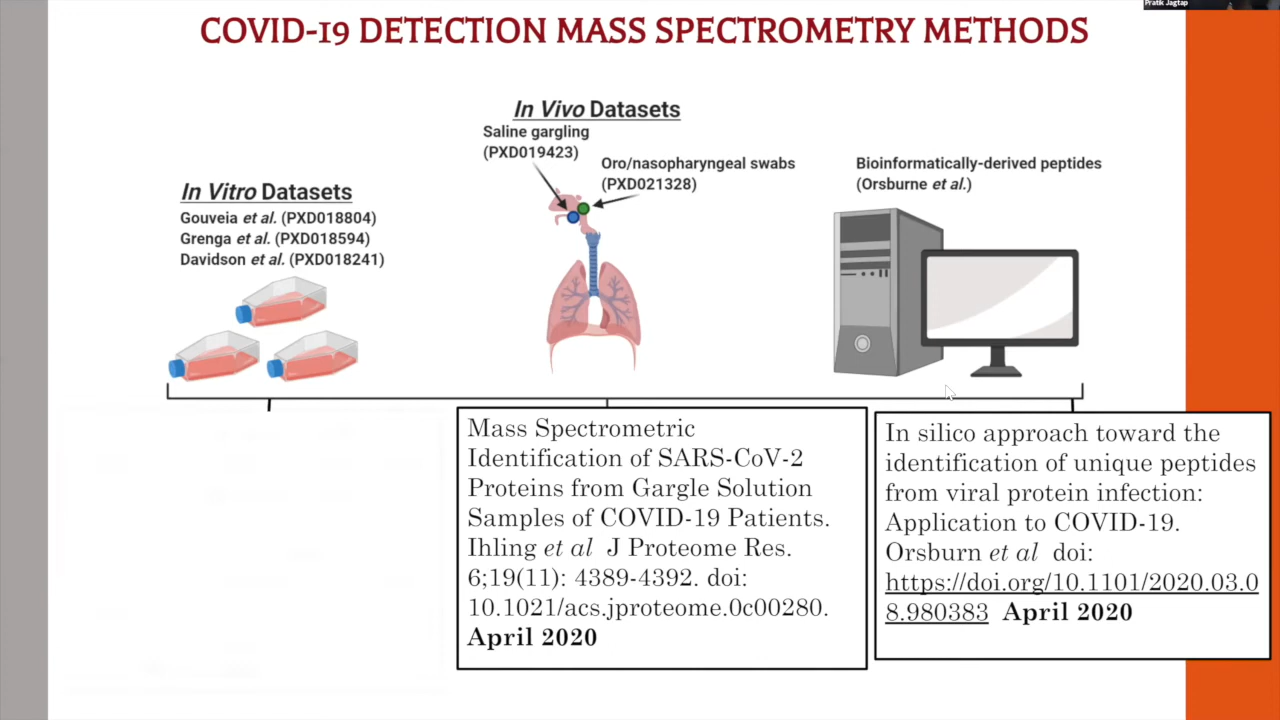 Pratik Jagtap
COVID-19 DETECTION MASS SPECTROMETRY METHODS
In Vivo Datasets
Saline gargling
(PXD019423)
Oro/nasopharyngeal swabs
(PXD021328)
Bioinformatically-derived peptides
(Orsburne et al.)
In Vitro Datasets
Gouveia et al. (PXD018804)
Grenga et al. (PXD018594)
Davidson et al. (PXD018241)
Mass Spectrometric
Identification of SARS-CoV-2
Proteins from Gargle Solution
Samples of COVID-19 Patients.
Ihling et al J Proteome Res.
6;19(11): 4389-4392. doi:
10.1021/acs.jproteome.0c00280.
April 2020
In silico approach toward the
identification of unique peptides
from viral protein infection:
Application to COVID-19.
Orsburn et al doi:
https://doi.org/10.1101/2020.03.0
8.980383 April 2020